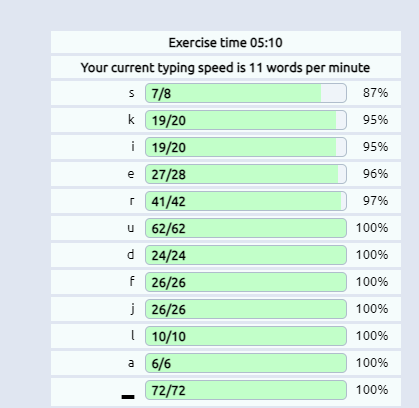 Exercise time 05:10
Your current typing speed is 11 words per minute
s 7/8 87%
k 19/20 95%
i 19/20 95%
e 27/28 96%
r 41/42 97%
u 62/62 100%
d 24/24 100%
f 26/26 100%
j 26/26 100%
l 10/10 100%
a 6/6 100%
_ 72/72 100%